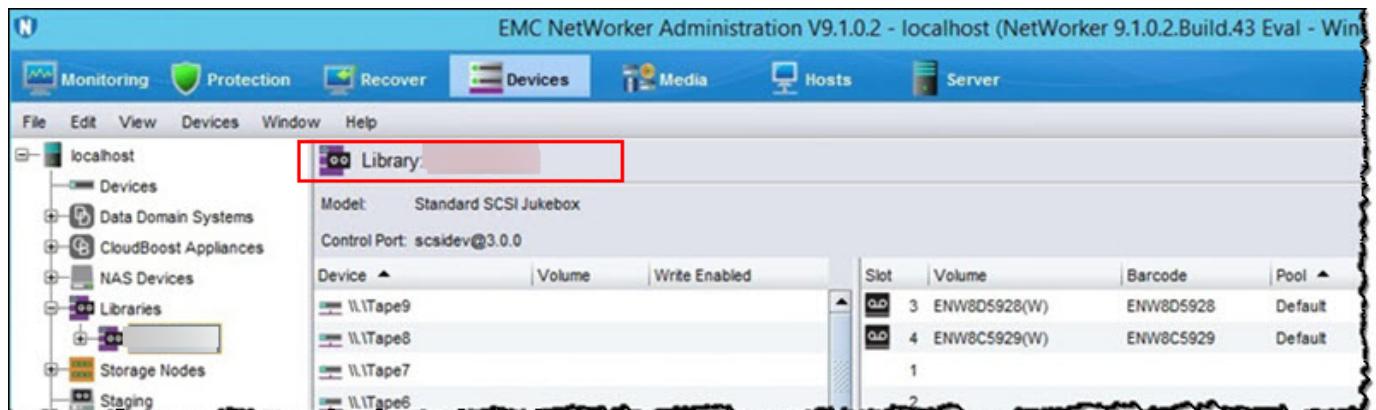 N
EMC NetWorker Administration V9.1.0.2 - localhost (NetWorker 9.1.0.2.Build.43 Eval - Win
Monitoring Protection Recover Devices Media Hosts Server
File Edit View Devices Window Help
localhost
Devices
Data Domain Systems
CloudBoost Appliances
NAS Devices
Libraries
Storage Nodes
Staging
Library:
Model: Standard SCSI Jukebox
Control Port: scsidev@3.0.0
Device Volume Write Enabled
\\.\Tape9
\\.\Tape8
\\.\Tape7
\\.\Tape6
Slot Volume Barcode Pool
3 ENW8D5928(W) ENW8D5928 Default
4 ENW8C5929(W) ENW8C5929 Default
1
2